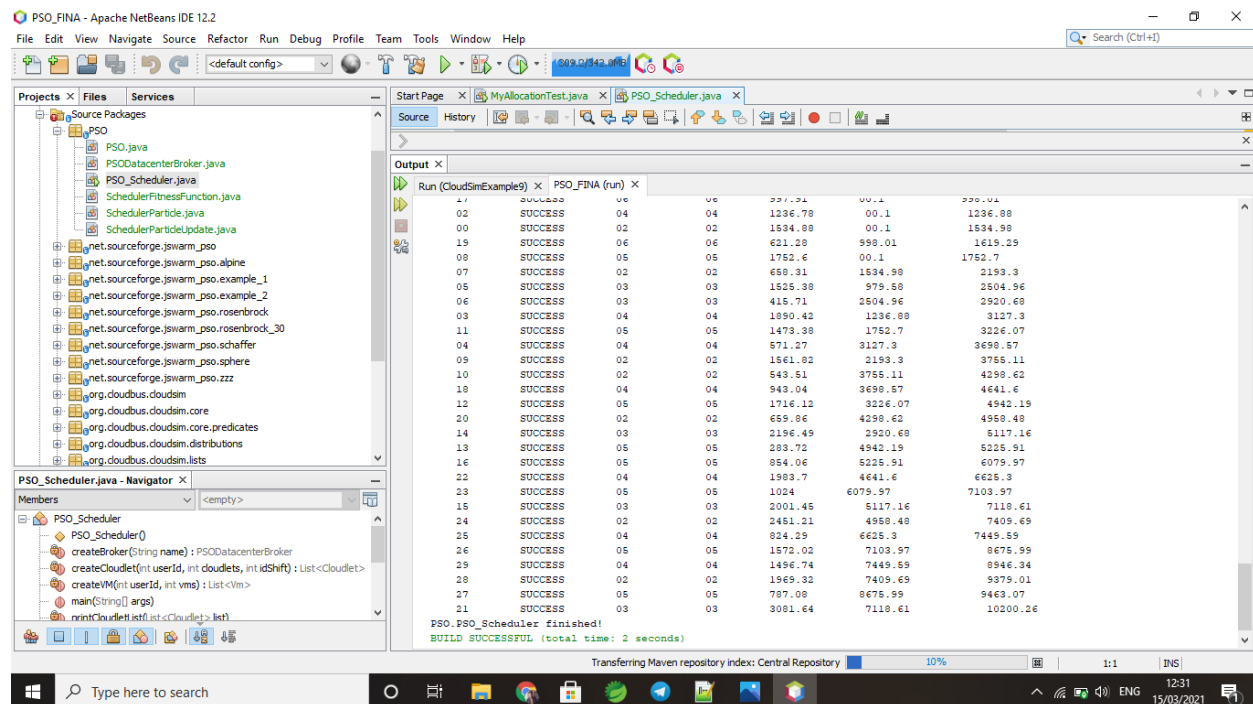 PSO_FINA - Apache NetBeans IDE 12.2
File Edit View Navigate Source Refactor Run Debug Profile Team Tools Window Help
Search (Ctrl+I)
<default config>
Projects Files Services
Source Packages
PSO
PSO.java
PSODatacenterBroker.java
PSO_Scheduler.java
SchedulerFitnessFunction.java
SchedulerParticle.java
SchedulerParticleUpdate.java
net.sourceforge.jswarm_pso
net.sourceforge.jswarm_pso.alpine
net.sourceforge.jswarm_pso.example_1
net.sourceforge.jswarm_pso.example_2
net.sourceforge.jswarm_pso.rosenbrock
net.sourceforge.jswarm_pso.rosenbrock_30
net.sourceforge.jswarm_pso.schaffer
net.sourceforge.jswarm_pso.sphere
net.sourceforge.jswarm_pso.zzz
org.cloudbus.cloudsim
org.cloudbus.cloudsim.core
org.cloudbus.cloudsim.core.predicates
org.cloudbus.cloudsim.distributions
org.cloudbus.cloudsim.lists
PSO_Scheduler.java - Navigator
Members <empty>
PSO_Scheduler
PSO_Scheduler()
createBroker(String name) : PSODatacenterBroker
createCloudlet(int userId, int cloudlets, int idShift) : List<Cloudlet>
createVM(int userId, int vms) : List<Vm>
main(String[] args)
printCloudletList(List<Cloudlet> list)
Start Page MyAllocationTest.java PSO_Scheduler.java
Source History
Output
Run (CloudSimExample9) PSO_FINA (run)
17 SUCCESS 06 06 997.91 00.1 998.01
02 SUCCESS 04 04 1236.78 00.1 1236.88
00 SUCCESS 02 02 1534.88 00.1 1534.98
19 SUCCESS 06 06 621.28 998.01 1619.29
08 SUCCESS 05 05 1752.6 00.1 1752.7
07 SUCCESS 02 02 658.31 1534.98 2193.3
05 SUCCESS 03 03 1525.38 979.58 2504.96
06 SUCCESS 03 03 415.71 2504.96 2920.68
03 SUCCESS 04 04 1890.42 1236.88 3127.3
11 SUCCESS 05 05 1473.38 1752.7 3226.07
04 SUCCESS 04 04 571.27 3127.3 3698.57
09 SUCCESS 02 02 1561.82 2193.3 3755.11
10 SUCCESS 02 02 543.51 3755.11 4298.62
18 SUCCESS 04 04 943.04 3698.57 4641.6
12 SUCCESS 05 05 1716.12 3226.07 4942.19
20 SUCCESS 02 02 659.86 4298.62 4958.48
14 SUCCESS 03 03 2196.49 2920.68 5117.16
13 SUCCESS 05 05 283.72 4942.19 5225.91
16 SUCCESS 05 05 854.06 5225.91 6079.97
22 SUCCESS 04 04 1983.7 4641.6 6625.3
23 SUCCESS 05 05 1024 6079.97 7103.97
15 SUCCESS 03 03 2001.45 5117.16 7118.61
24 SUCCESS 02 02 2451.21 4958.48 7409.69
25 SUCCESS 04 04 824.29 6625.3 7449.59
26 SUCCESS 05 05 1572.02 7103.97 8675.99
29 SUCCESS 04 04 1496.74 7449.59 8946.34
28 SUCCESS 02 02 1969.32 7409.69 9379.01
27 SUCCESS 05 05 787.08 8675.99 9463.07
21 SUCCESS 03 03 3081.64 7118.61 10200.26
PSO.PSO_Scheduler finished!
BUILD SUCCESSFUL (total time: 2 seconds)
Transferring Maven repository index: Central Repository 10% 1:1 INS
Type here to search
ENG
12:31
15/03/2021